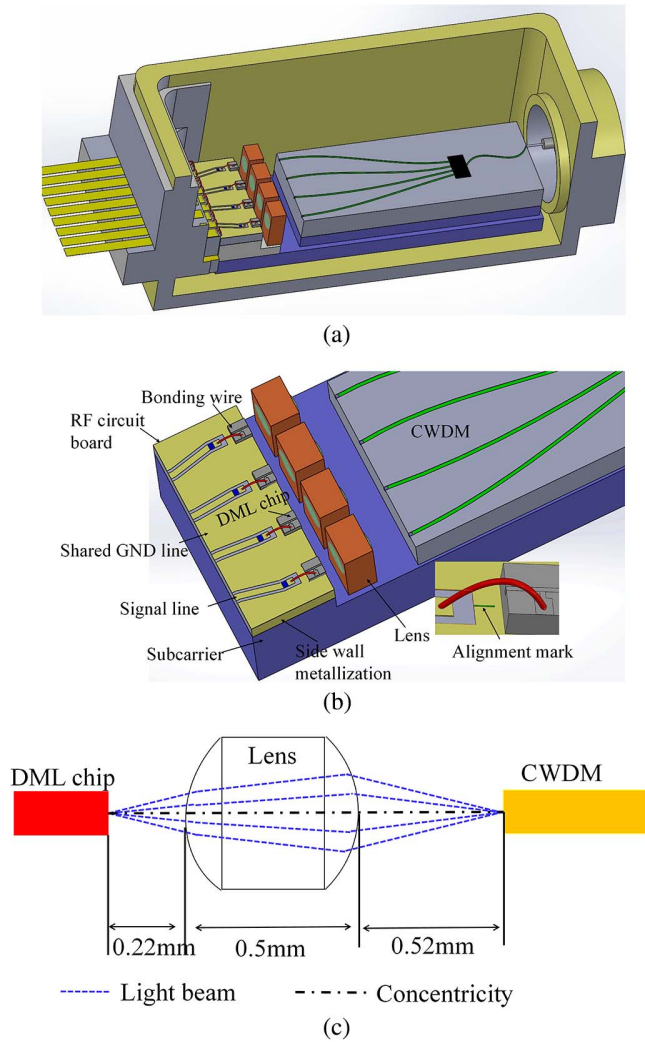 (a)
Bonding wire
RF circuit
board
CWDM
DML chip
Shared GND line
Signal line
Lens
Side wall
metallization
Subcarrier
Alignment mark
(b)
Lens
DML chip
CWDM
0.22mm
0.5mm
0.52mm
Light beam
Concentricity
(c)